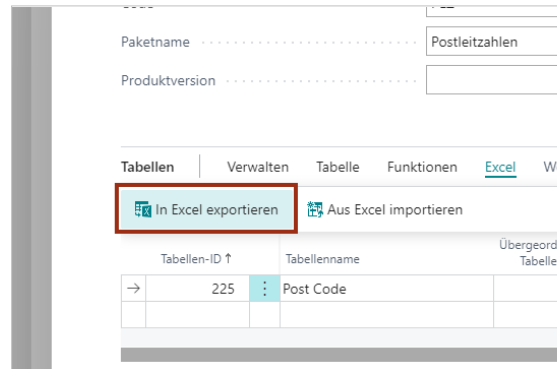 Paketname
Postleitzahlen
Produktversion
Tabellen
Verwalten
Tabelle
Funktionen
Excel
In Excel exportieren
Aus Excel importieren
Tabellen-ID ↑
Tabellenname
225
Post Code